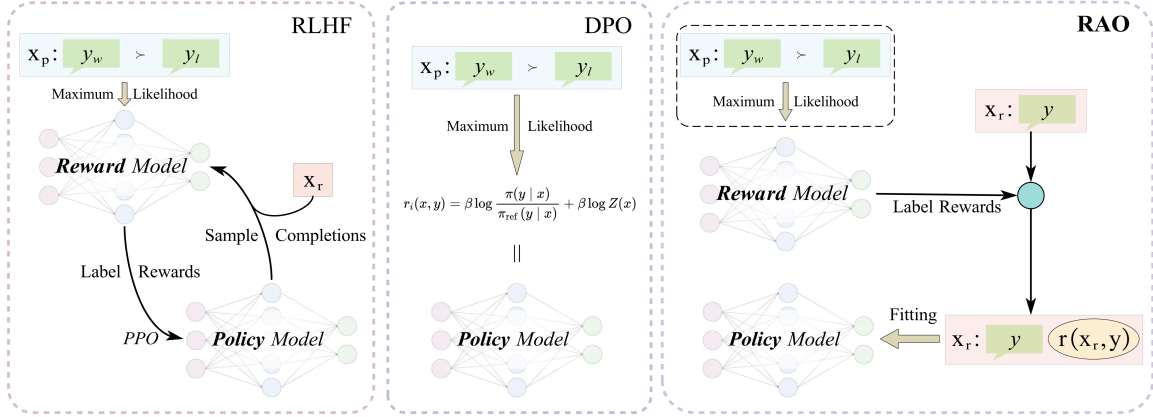 RLHF
x_p: y_w ≻ y_l
Maximum Likelihood
Reward Model
x_r
Sample Completions
Label Rewards
PPO
Policy Model
DPO
x_p: y_w ≻ y_l
Maximum Likelihood
r_i(x, y) = β log π(y | x) / π_ref (y | x) + β log Z(x)
||
Policy Model
RAO
x_p: y_w ≻ y_l
Maximum Likelihood
x_r: y
Reward Model
Label Rewards
Fitting
x_r: y r(x_r,y)
Policy Model